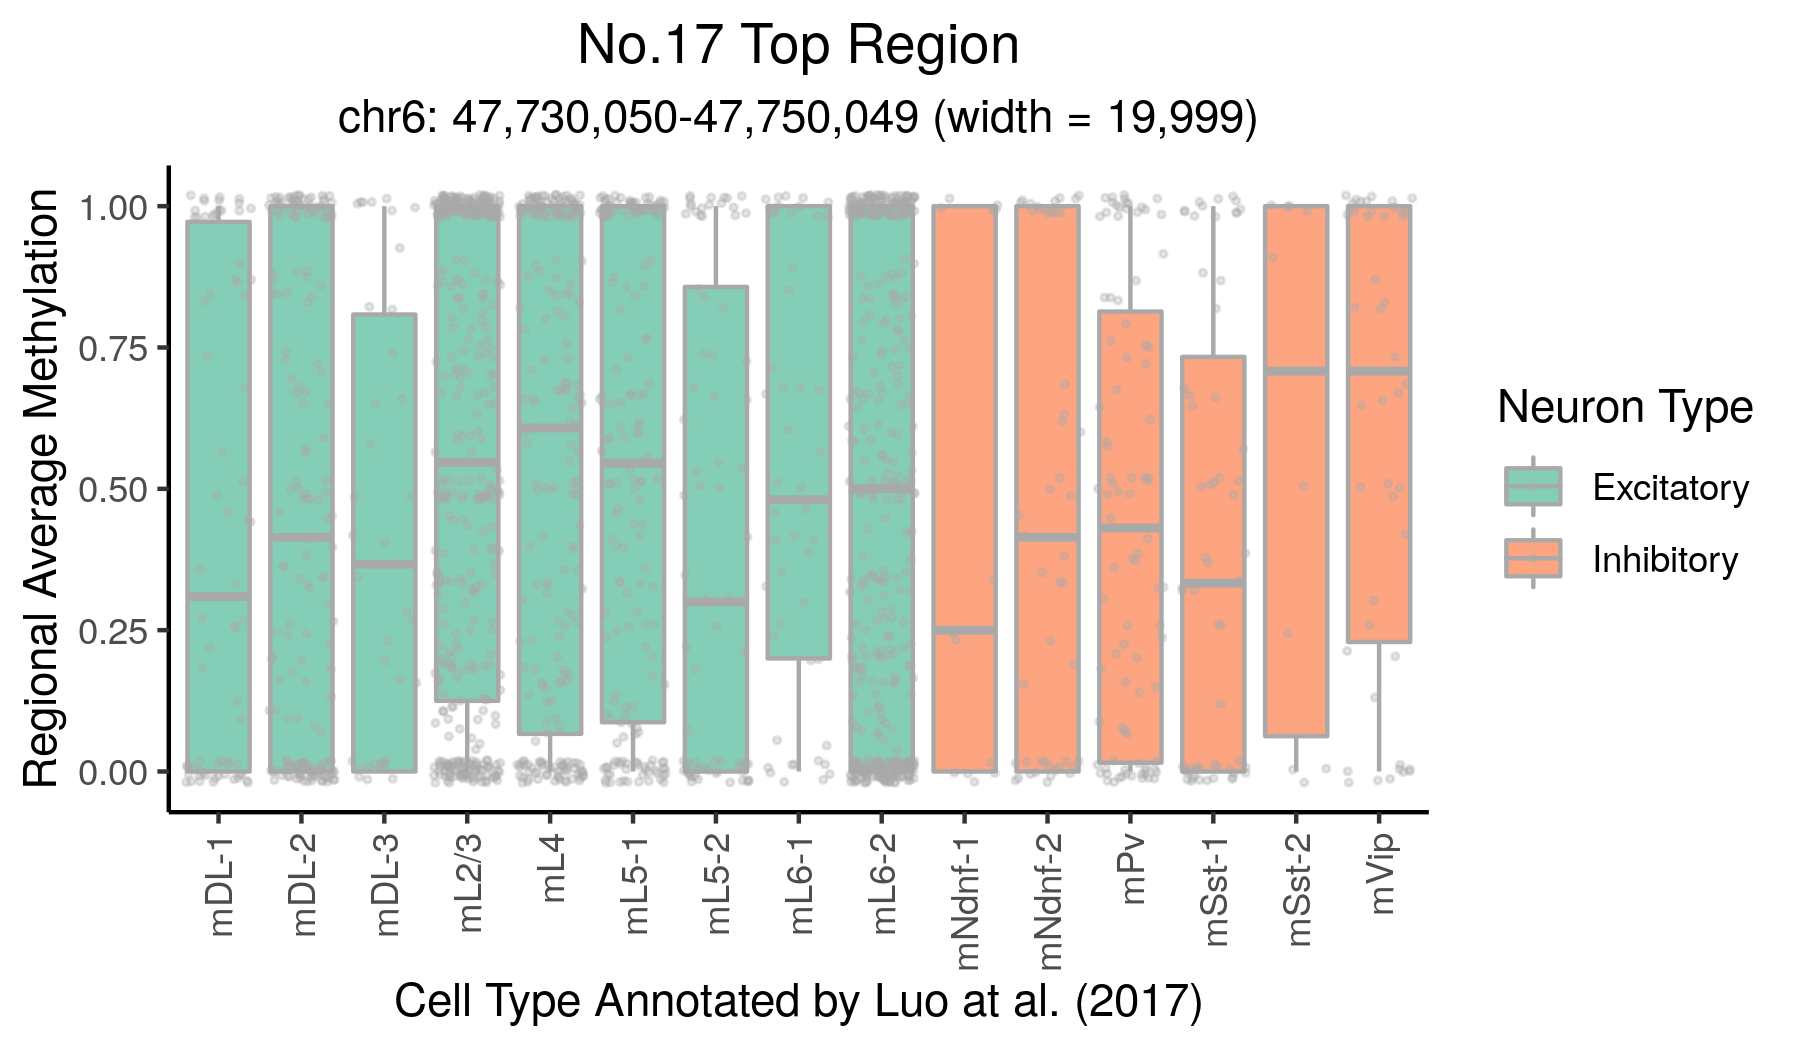 No.17 Top Region
chr6: 47,730,050-47,750,049 (width = 19,999)
Regional Average Methylation
1.00
0.75
0.50
0.25
0.00
mDL-1
mDL-2
mDL-3
mL2/3
mL4
mL5-1
mL5-2
mL6-1
mL6-2
mNdnf-1
mNdnf-2
mPv
mSst-1
mSst-2
mVip
Cell Type Annotated by Luo at al. (2017)
Neuron Type
Excitatory
Inhibitory